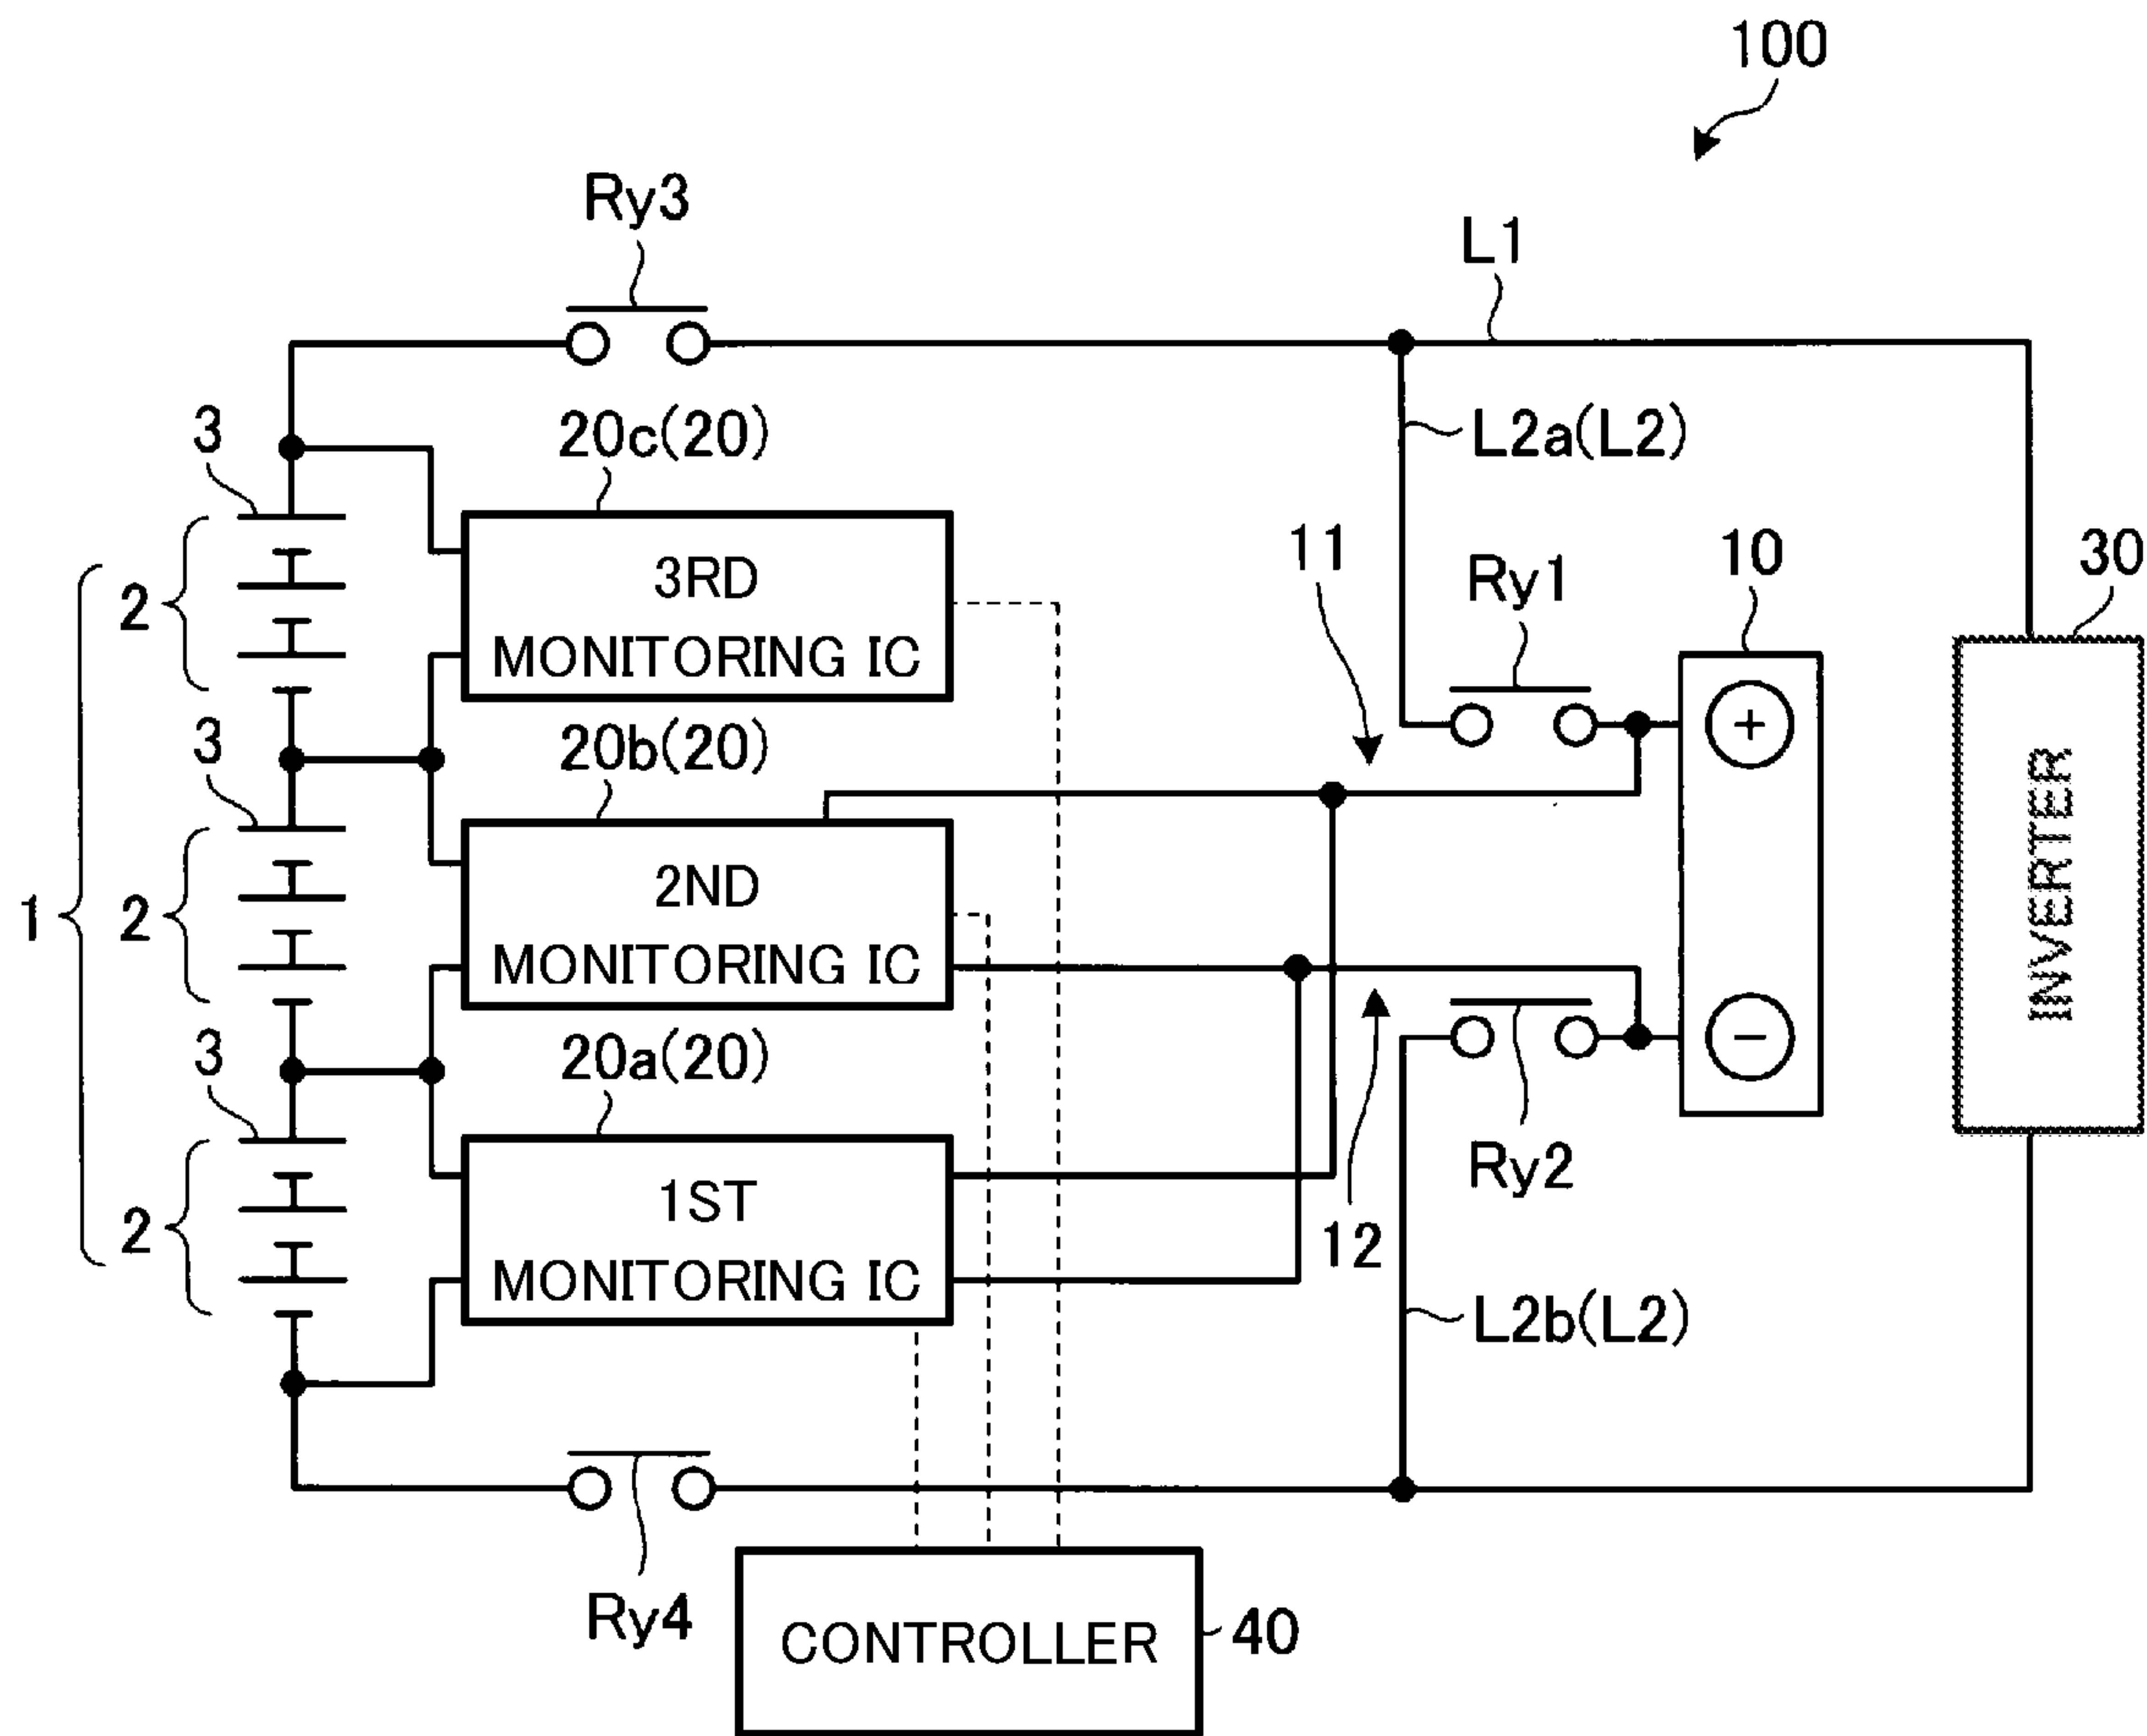 100
Ry3
L1
3
20c(20)
L2a(L2)
3RD
MONITORING IC
2
11
Ry1
10
30
+
3
20b(20)
2ND
MONITORING IC
1
2
INVERTER
-
3
20a(20)
Ry2
1ST
MONITORING IC
2
12
L2b(L2)
Ry4
CONTROLLER
40